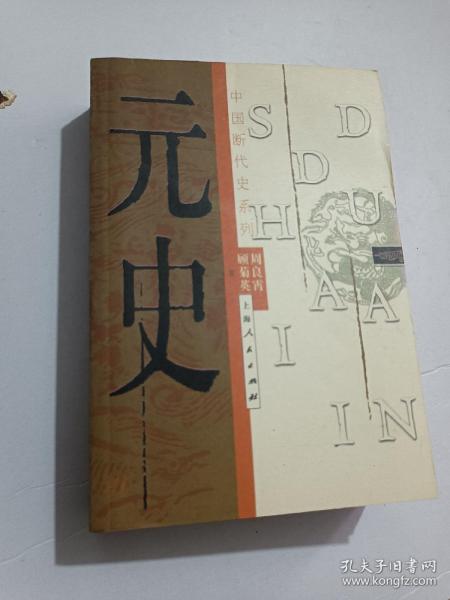 元史
中国断代史系列
周良霄
顾菊英
著
上海人民出版社
DUAN
DAI
SHI
孔夫子旧书网
www.kongfz.com